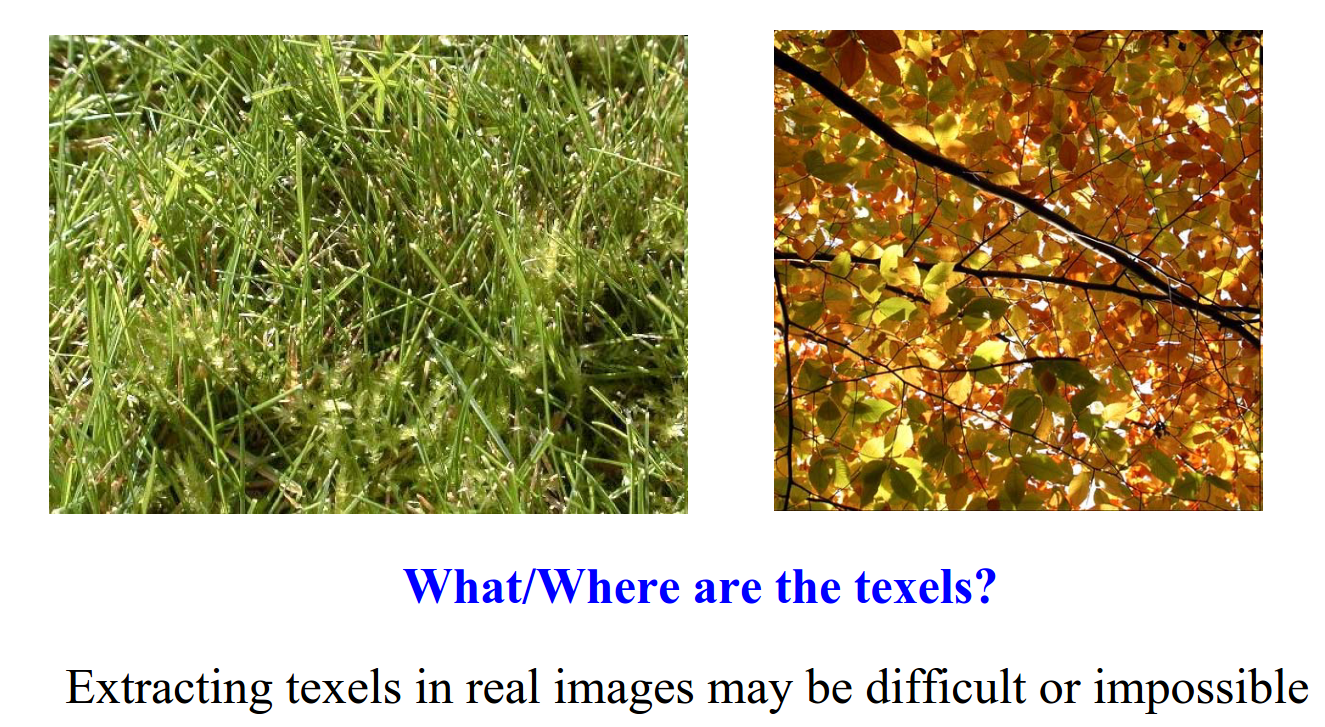 What/Where are the texels?
Extracting texels in real images may be difficult or impossible